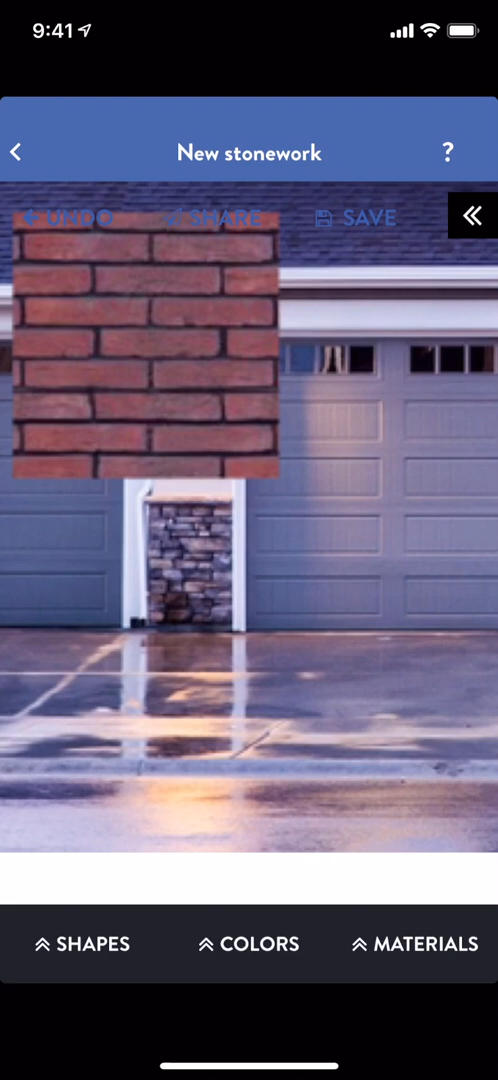 9:41
New stonework
?
UNDO SHARE SAVE
SHAPES COLORS MATERIALS